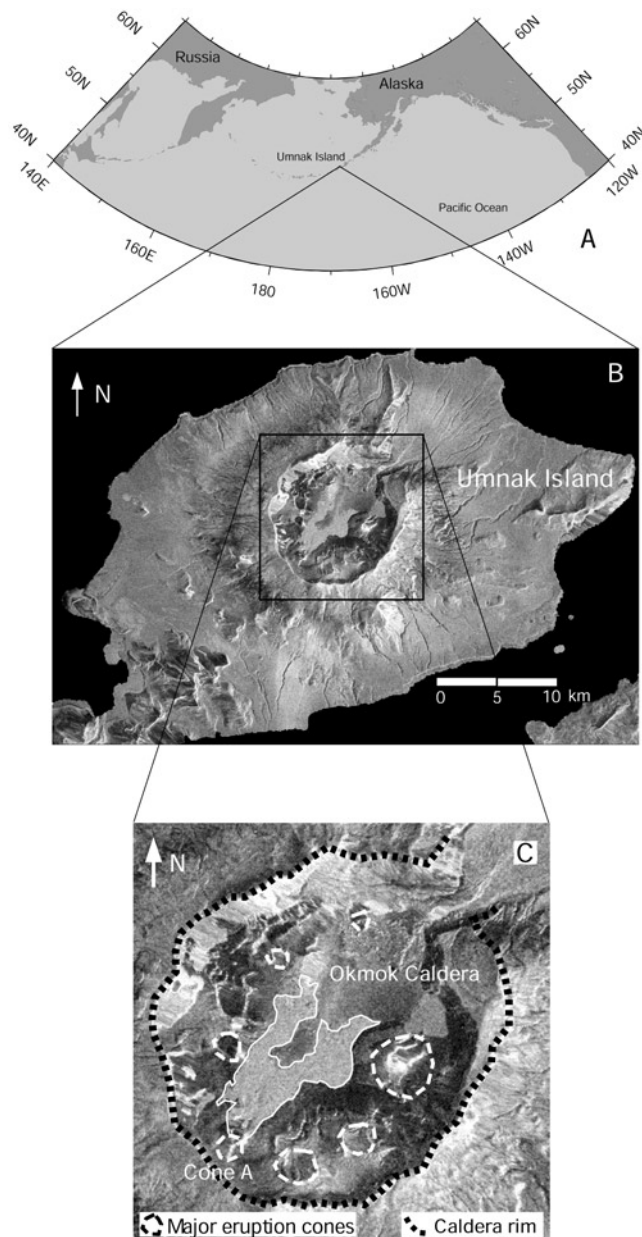 60N
60N
Russia
Alaska
50N
50N
40N
40N
140E
120W
Umnak Island
Pacific Ocean
160E
140W
A
180
160W
B
N
Umnak Island
0 5 10 km
C
N
Okmok Caldera
Cone A
Major eruption cones
Caldera rim